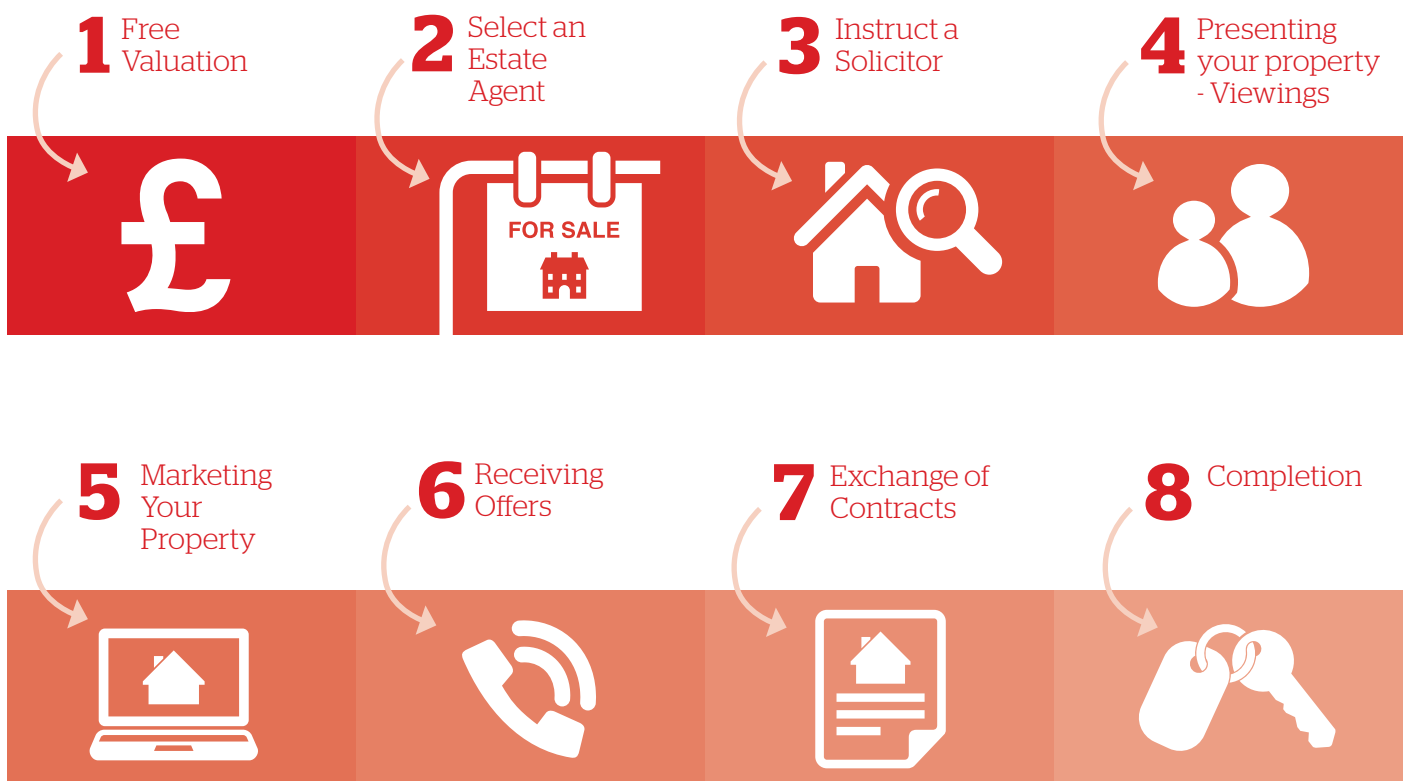 1 Free
Valuation
2 Select an
Estate
Agent
3 Instruct a
Solicitor
4 Presenting
your property
- Viewings
£
FOR SALE
5 Marketing
Your
Property
6 Receiving
Offers
7 Exchange of
Contracts
8 Completion